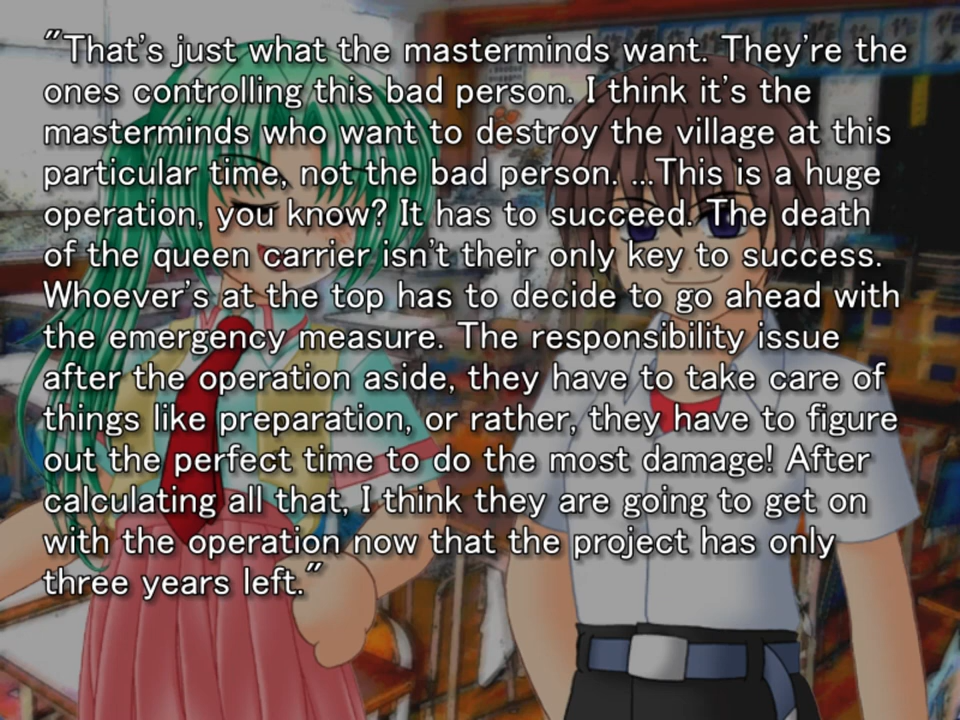 "That's just what the masterminds want. They're the
ones controlling this bad person. I think it's the
masterminds who want to destroy the village at this
particular time, not the bad person. ...This is a huge
operation, you know? It has to succeed. The death
of the queen carrier isn't their only key to success.
Whoever's at the top has to decide to go ahead with
the emergency measure. The responsibility issue
after the operation aside, they have to take care of
things like preparation, or rather, they have to figure
out the perfect time to do the most damage! After
calculating all that, I think they are going to get on
with the operation now that the project has only
three years left."